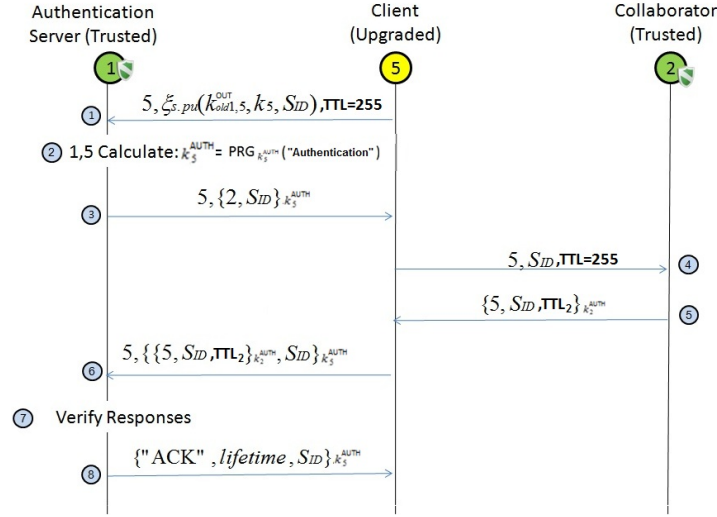 Authentication Server (Trusted)
Client (Upgraded)
Collaborator (Trusted)
1
5
2
1 5, ξs.pu(k^OUT_old1,5, k5, SID),TTL=255
2 1,5 Calculate: k^AUTH_5 = PRG k^AUTH_5 ("Authentication")
3 5, {2, SID}.k^AUTH_5
5, SID,TTL=255 4
{5, SID,TTL2} k^AUTH_2 5
6 5, {{5, SID,TTL2}k^AUTH_2, SID}k^AUTH_5
7 Verify Responses
8 {"ACK" , lifetime, SID}.k^AUTH_5